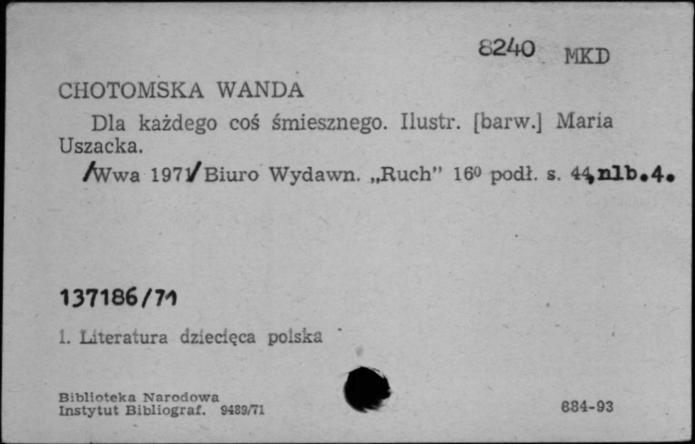 8240 MKD
CHOTOMSKA WANDA
Dla każdego coś śmiesznego. Ilustr. [barw.] Maria
Uszacka.
/Wwa 1971/ Biuro Wydawn. „Ruch” 16⁰ podł. s. 44, nlb. 4.
137186/71
1. Literatura dziecięca polska
Biblioteka Narodowa
Instytut Bibliograf. 9489/71
884-93